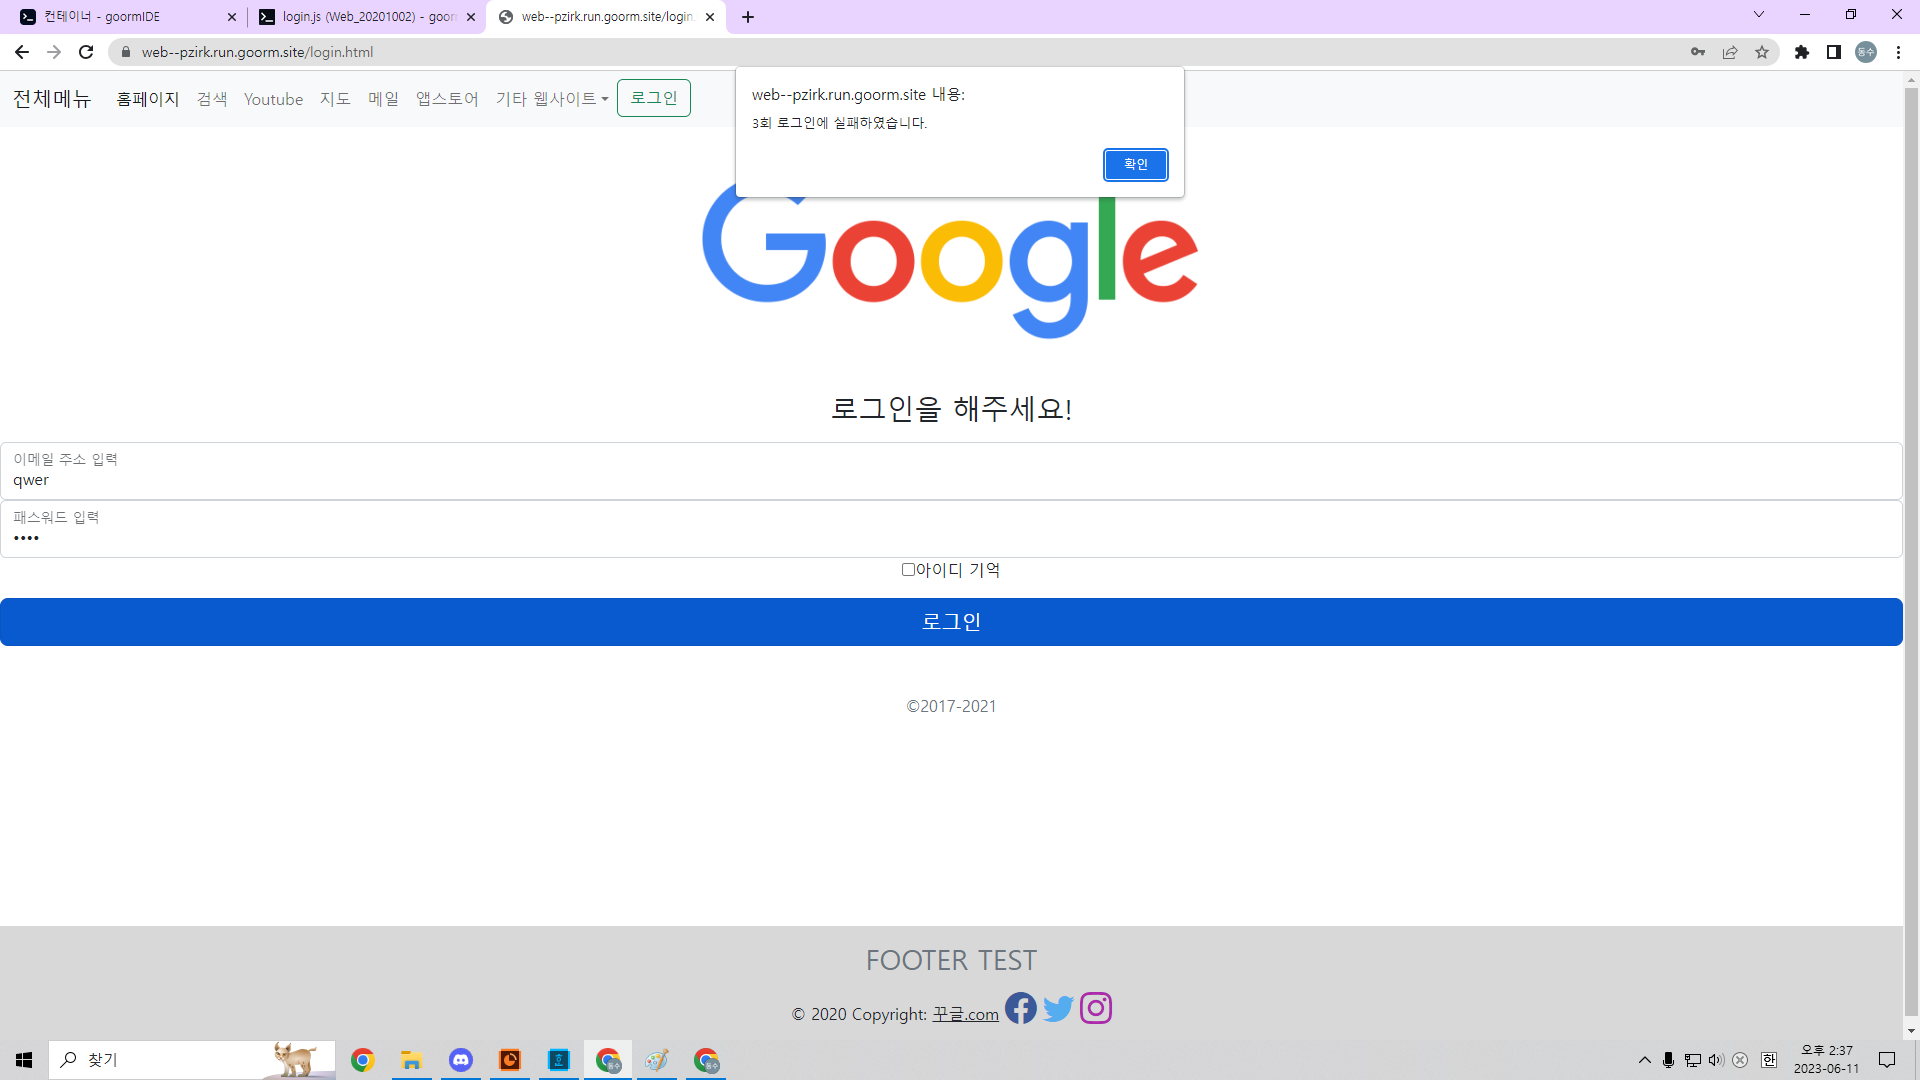 컨테이너 - goormIDE
login.js (Web_20201002) - goorm
web--pzirk.run.goorm.site/login.
web--pzirk.run.goorm.site/login.html
동수
전체메뉴 홈페이지 검색 Youtube 지도 메일 앱스토어 기타 웹사이트 로그인
web--pzirk.run.goorm.site 내용:
3회 로그인에 실패하였습니다.
확인
Google
로그인을 해주세요!
이메일 주소 입력
qwer
패스워드 입력
••••
아이디 기억
로그인
©2017-2021
FOOTER TEST
© 2020 Copyright: 꾸글.com
찾기
한
오후 2:37
2023-06-11